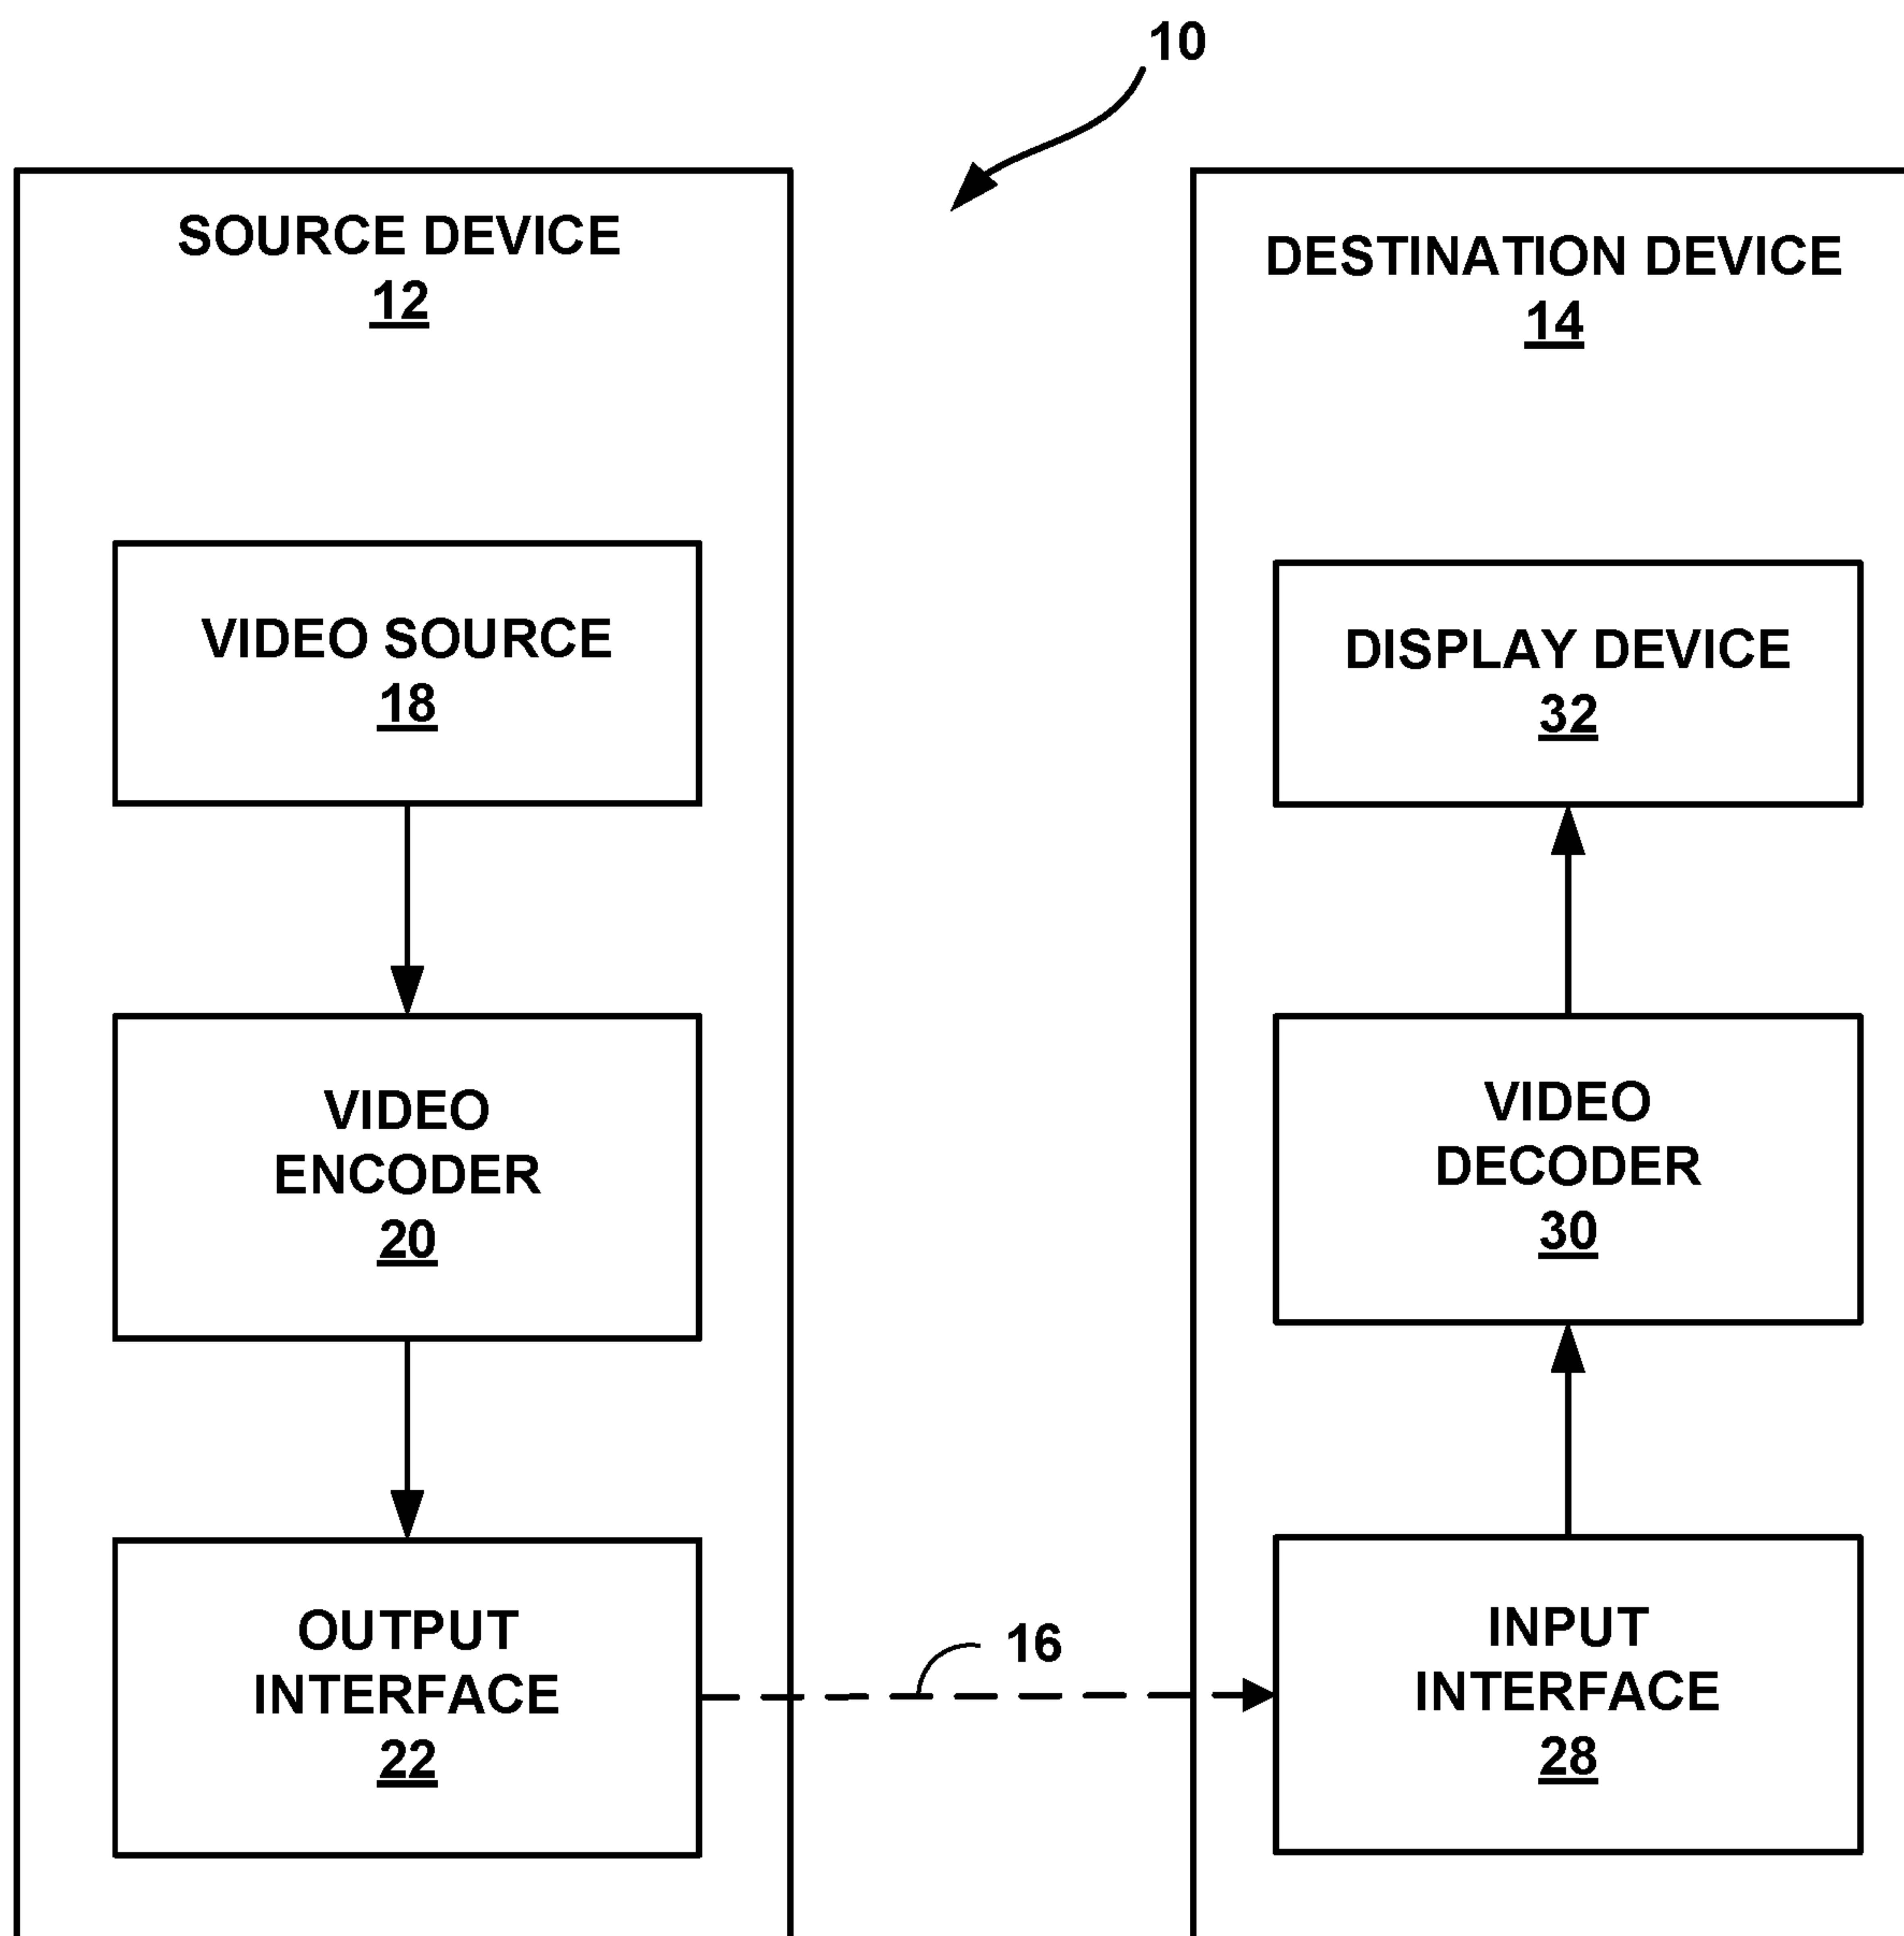 10
SOURCE DEVICE
12
VIDEO SOURCE
18
VIDEO
ENCODER
20
OUTPUT
INTERFACE
22
16
DESTINATION DEVICE
14
DISPLAY DEVICE
32
VIDEO
DECODER
30
INPUT
INTERFACE
28